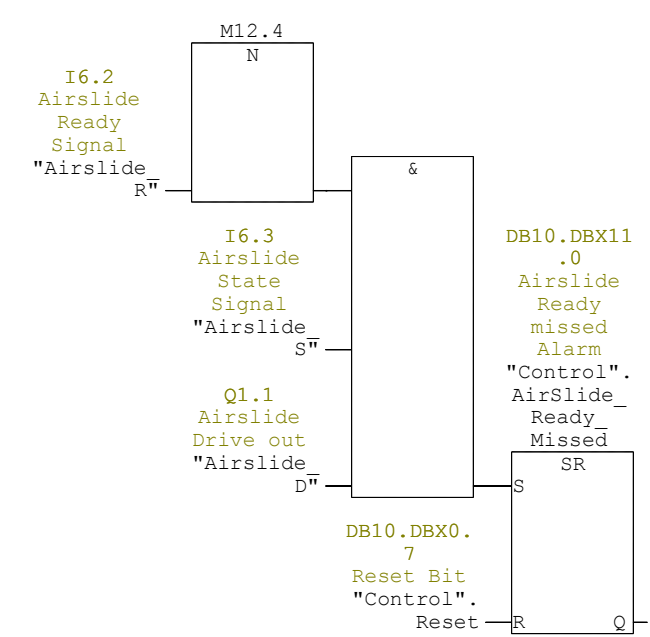 M12.4
N
I6.2
Airslide
Ready
Signal
"Airslide_
R"
&
I6.3
Airslide
State
Signal
"Airslide_
S"
Q1.1
Airslide
Drive out
"Airslide_
D"
DB10.DBX11
.0
Airslide
Ready
missed
Alarm
"Control".
AirSlide_
Ready_
Missed
SR
S
DB10.DBX0.
7
Reset Bit
"Control".
Reset
R
Q